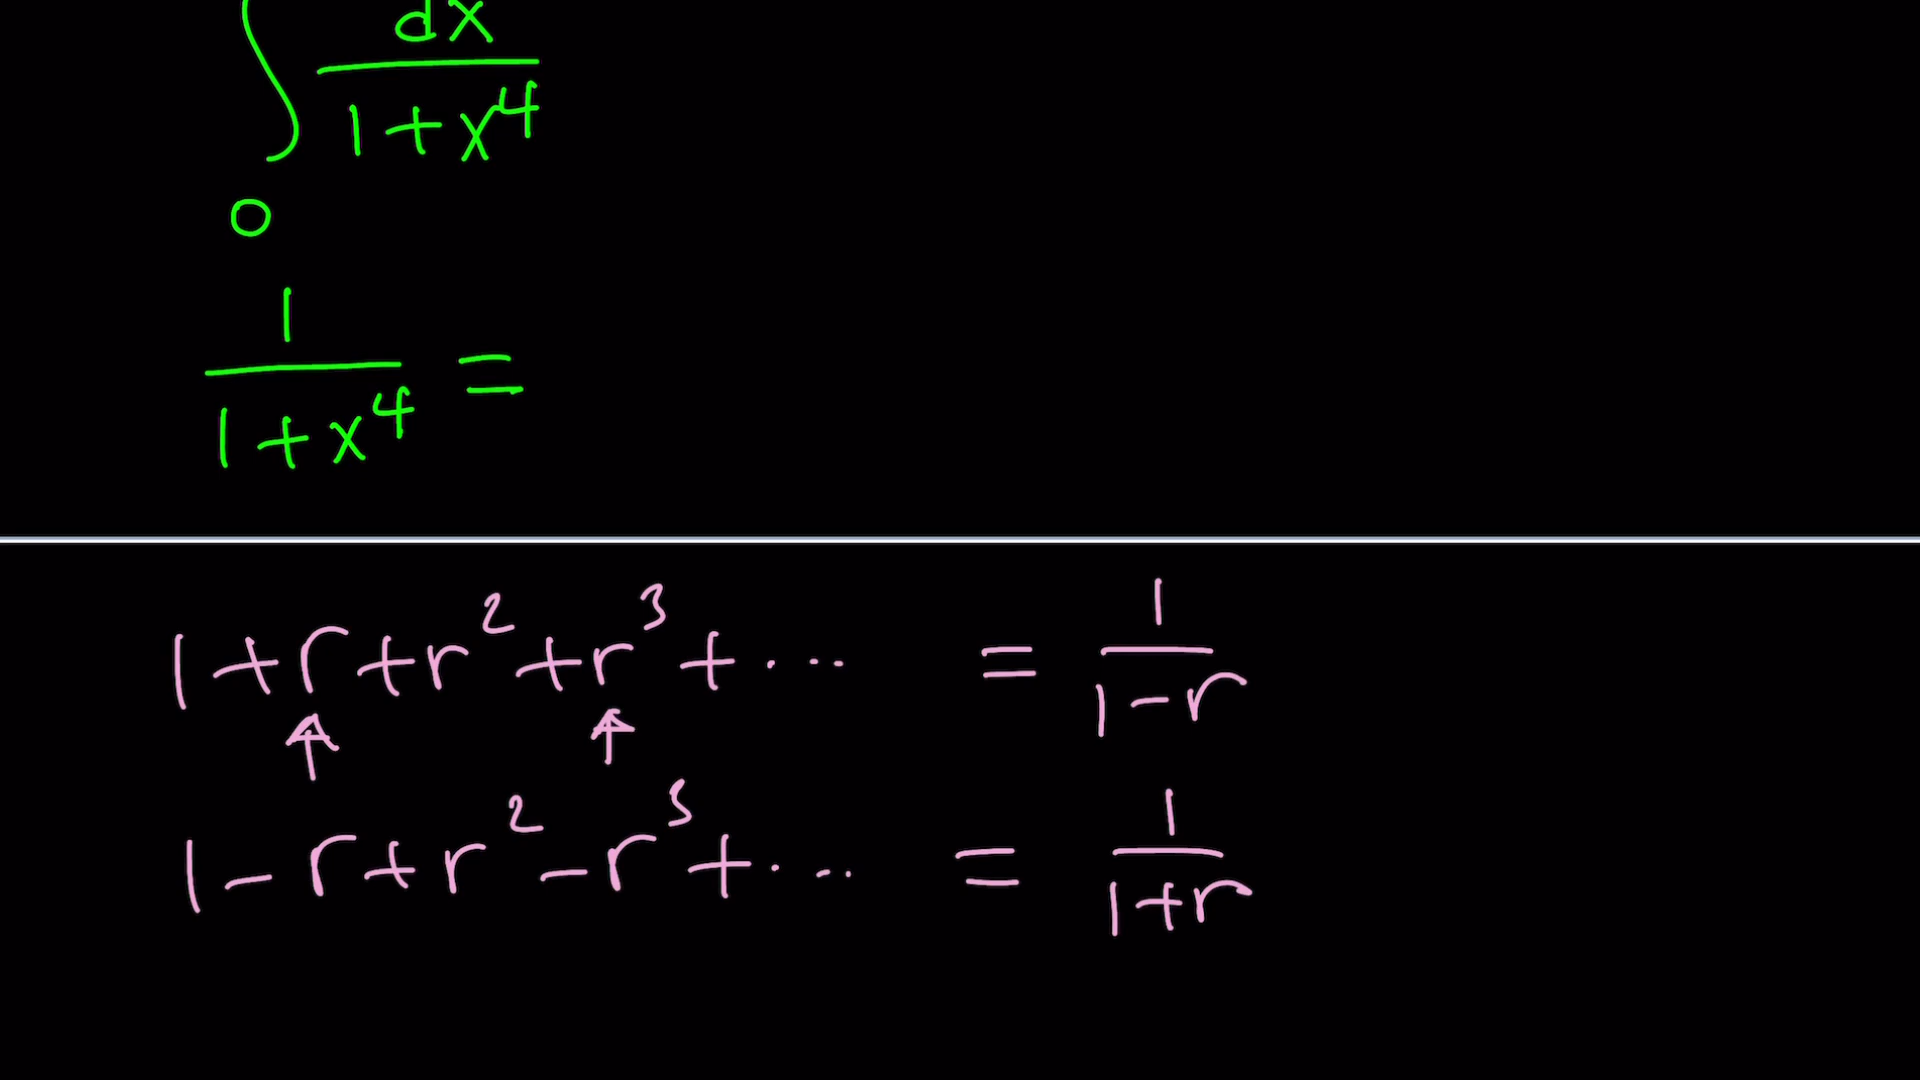 ∫₀ dx/(1+x⁴)
1/(1+x⁴) =
1+r+r²+r³+... = 1/(1-r)
1-r+r²-r³+... = 1/(1+r)